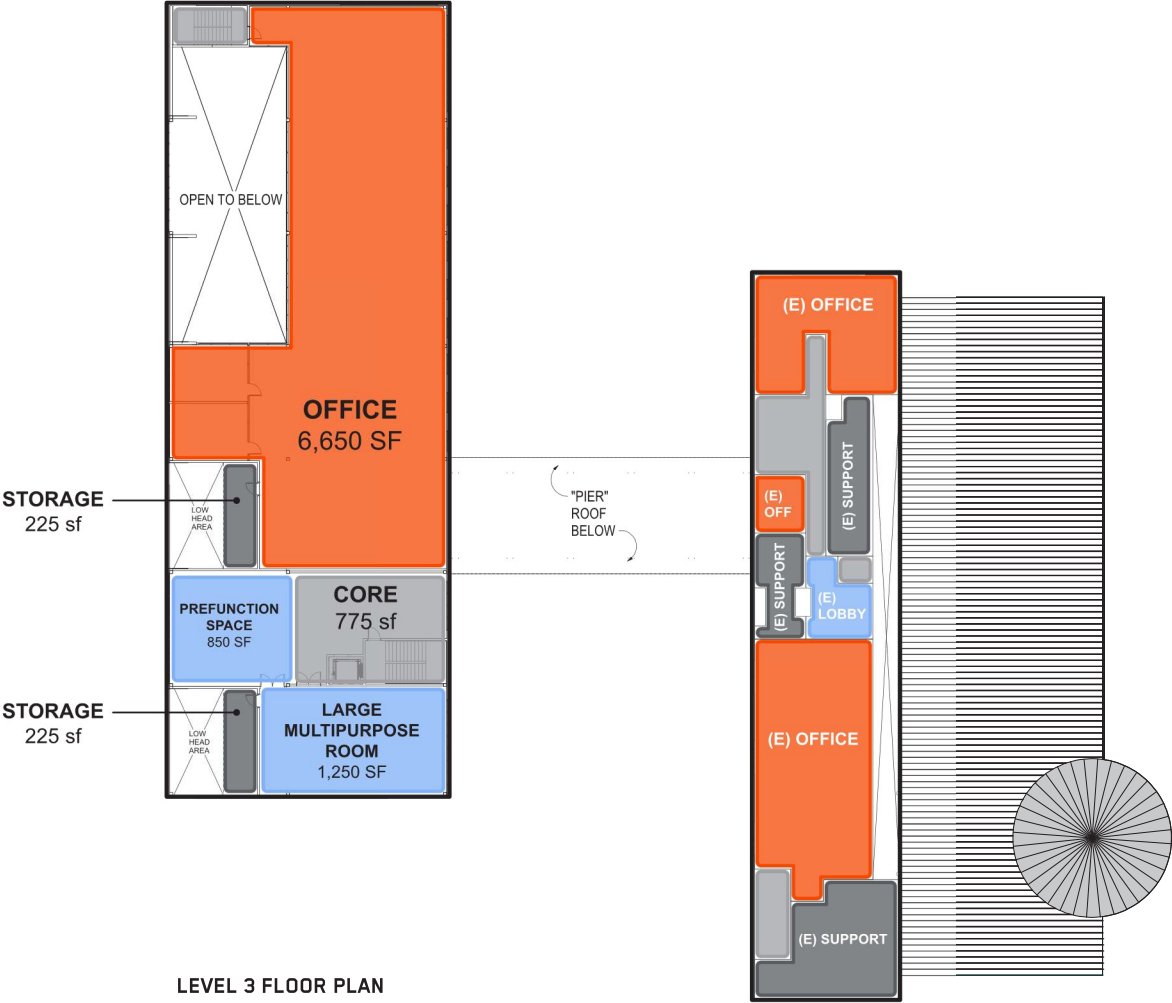 OPEN TO BELOW
OFFICE
6,650 SF
STORAGE
225 sf
LOW
HEAD
AREA
PREFUNCTION
SPACE
850 SF
CORE
775 sf
STORAGE
225 sf
LOW
HEAD
AREA
LARGE
MULTIPURPOSE
ROOM
1,250 SF
"PIER"
ROOF
BELOW
(E) OFFICE
(E) SUPPORT
(E)
OFF
(E) SUPPORT
(E)
LOBBY
(E) OFFICE
(E) SUPPORT
LEVEL 3 FLOOR PLAN